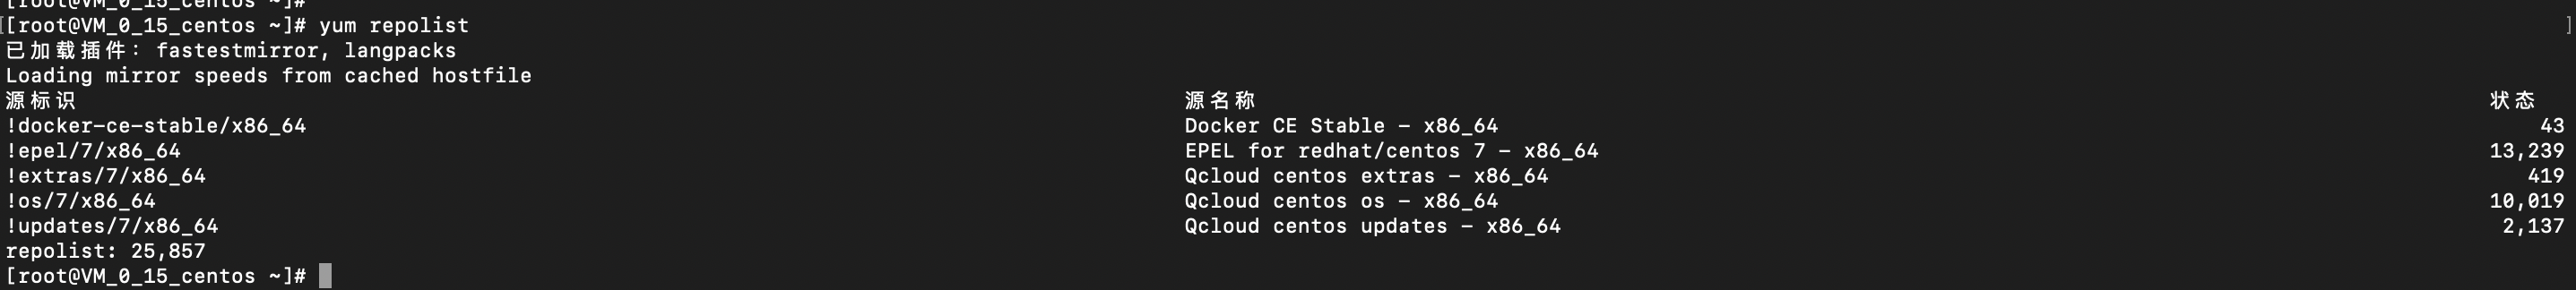 [root@VM_0_15_centos ~]#
[root@VM_0_15_centos ~]# yum repolist
已加载插件：fastestmirror, langpacks
Loading mirror speeds from cached hostfile
源标识 源名称 状态
!docker-ce-stable/x86_64 Docker CE Stable - x86_64 43
!epel/7/x86_64 EPEL for redhat/centos 7 - x86_64 13,239
!extras/7/x86_64 Qcloud centos extras - x86_64 419
!os/7/x86_64 Qcloud centos os - x86_64 10,019
!updates/7/x86_64 Qcloud centos updates - x86_64 2,137
repolist: 25,857
[root@VM_0_15_centos ~]#